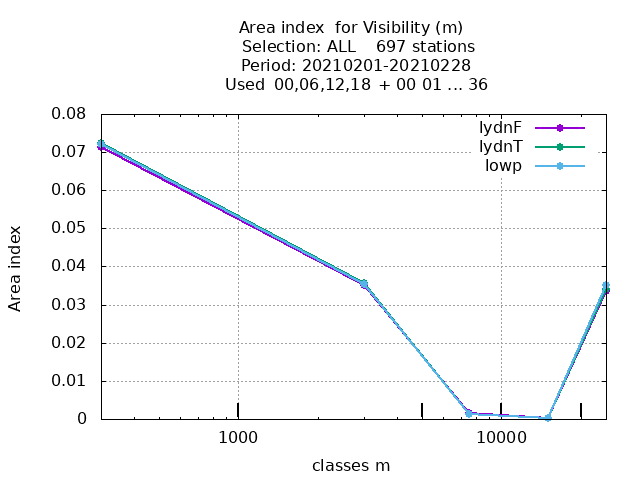 Area index  for Visibility (m)
Selection: ALL    697 stations
Period: 20210201-20210228
Used  00,06,12,18  + 00 01 ... 36
0.08
0.07
0.06
0.05
0.04
0.03
0.02
0.01
0
Area index
lydnF
lydnT
lowp
1000
10000
classes m